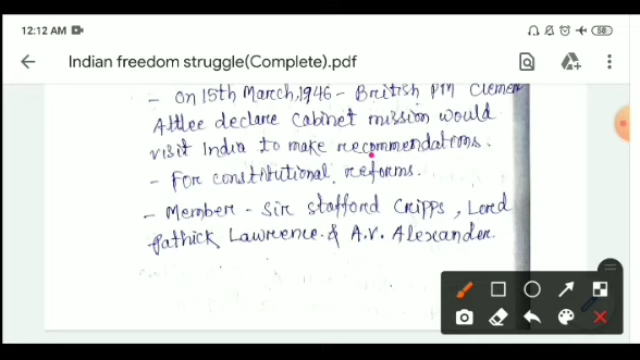 12:12 AM
58
Indian freedom struggle(Complete).pdf
- On 15th March, 1946 - British PM Clemen
Attlee declare cabinet mission would
visit India to make recommendations.
- For constitutional reforms.
- Member - Sir Stafford Cripps, Lord
Pathick Lawrence & A.V. Alexander.